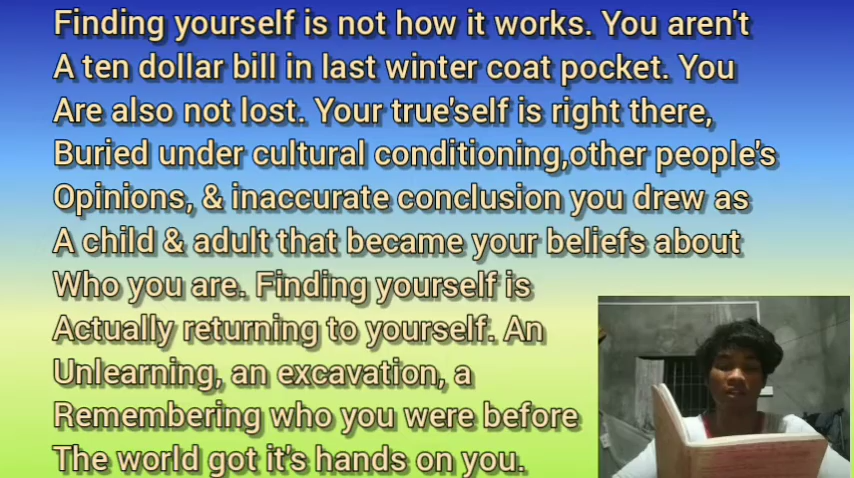 Finding yourself is not how it works. You aren't
A ten dollar bill in last winter coat pocket. You
Are also not lost. Your true'self is right there,
Buried under cultural conditioning,other people's
Opinions, & inaccurate conclusion you drew as
A child & adult that became your beliefs about
Who you are. Finding yourself is
Actually returning to yourself. An
Unlearning, an excavation, a
Remembering who you were before
The world got it's hands on you.